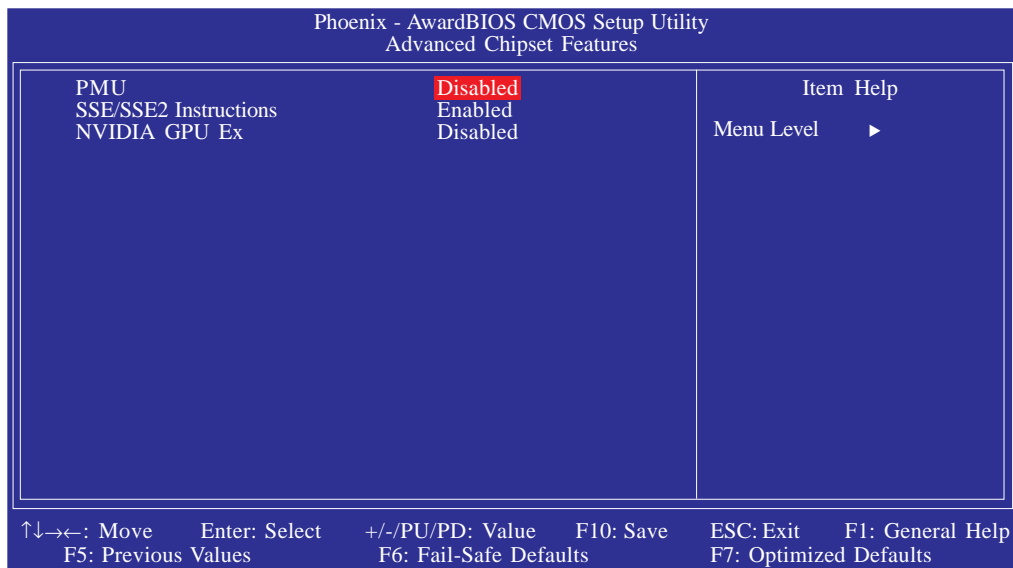 Phoenix - AwardBIOS CMOS Setup Utility
Advanced Chipset Features
PMU Disabled
SSE/SSE2 Instructions Enabled
NVIDIA GPU Ex Disabled
Item Help
Menu Level ▶
↑↓→←: Move Enter: Select +/-/PU/PD: Value F10: Save ESC: Exit F1: General Help
F5: Previous Values F6: Fail-Safe Defaults F7: Optimized Defaults